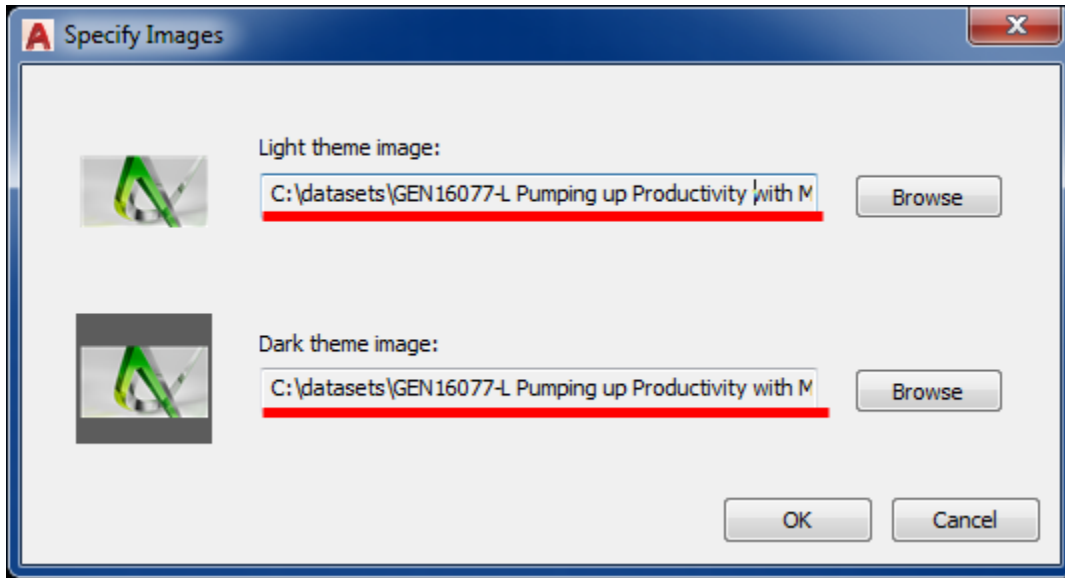 Specify Images
Light theme image:
C:\datasets\GEN16077-L Pumping up Productivity with M
Browse
Dark theme image:
C:\datasets\GEN16077-L Pumping up Productivity with M
Browse
OK Cancel